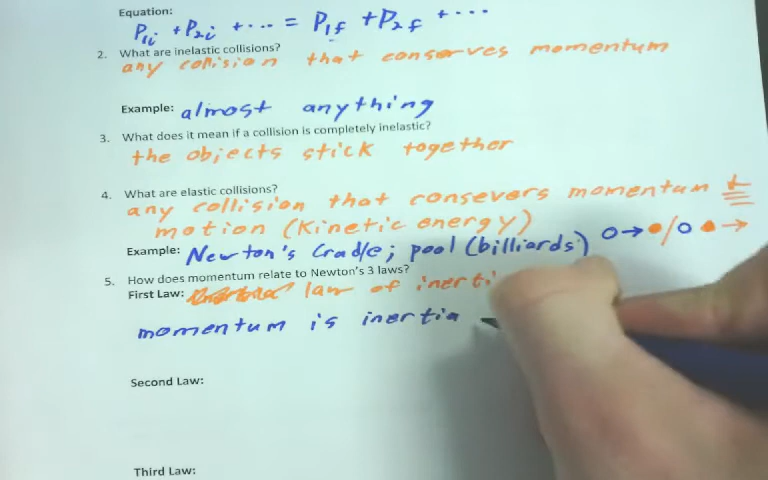 Equation:
P1i + P2i + ... = P1f + P2f + ...
2. What are inelastic collisions?
any collision that conserves momentum
Example: almost anything
3. What does it mean if a collision is completely inelastic?
the objects stick together
4. What are elastic collisions?
any collision that consevers momentum +
motion (Kinetic energy)
Example: Newton's Cradle; pool (billiards)
5. How does momentum relate to Newton's 3 laws?
First Law: law of inerti
momentum is inertia
Second Law:
Third Law: